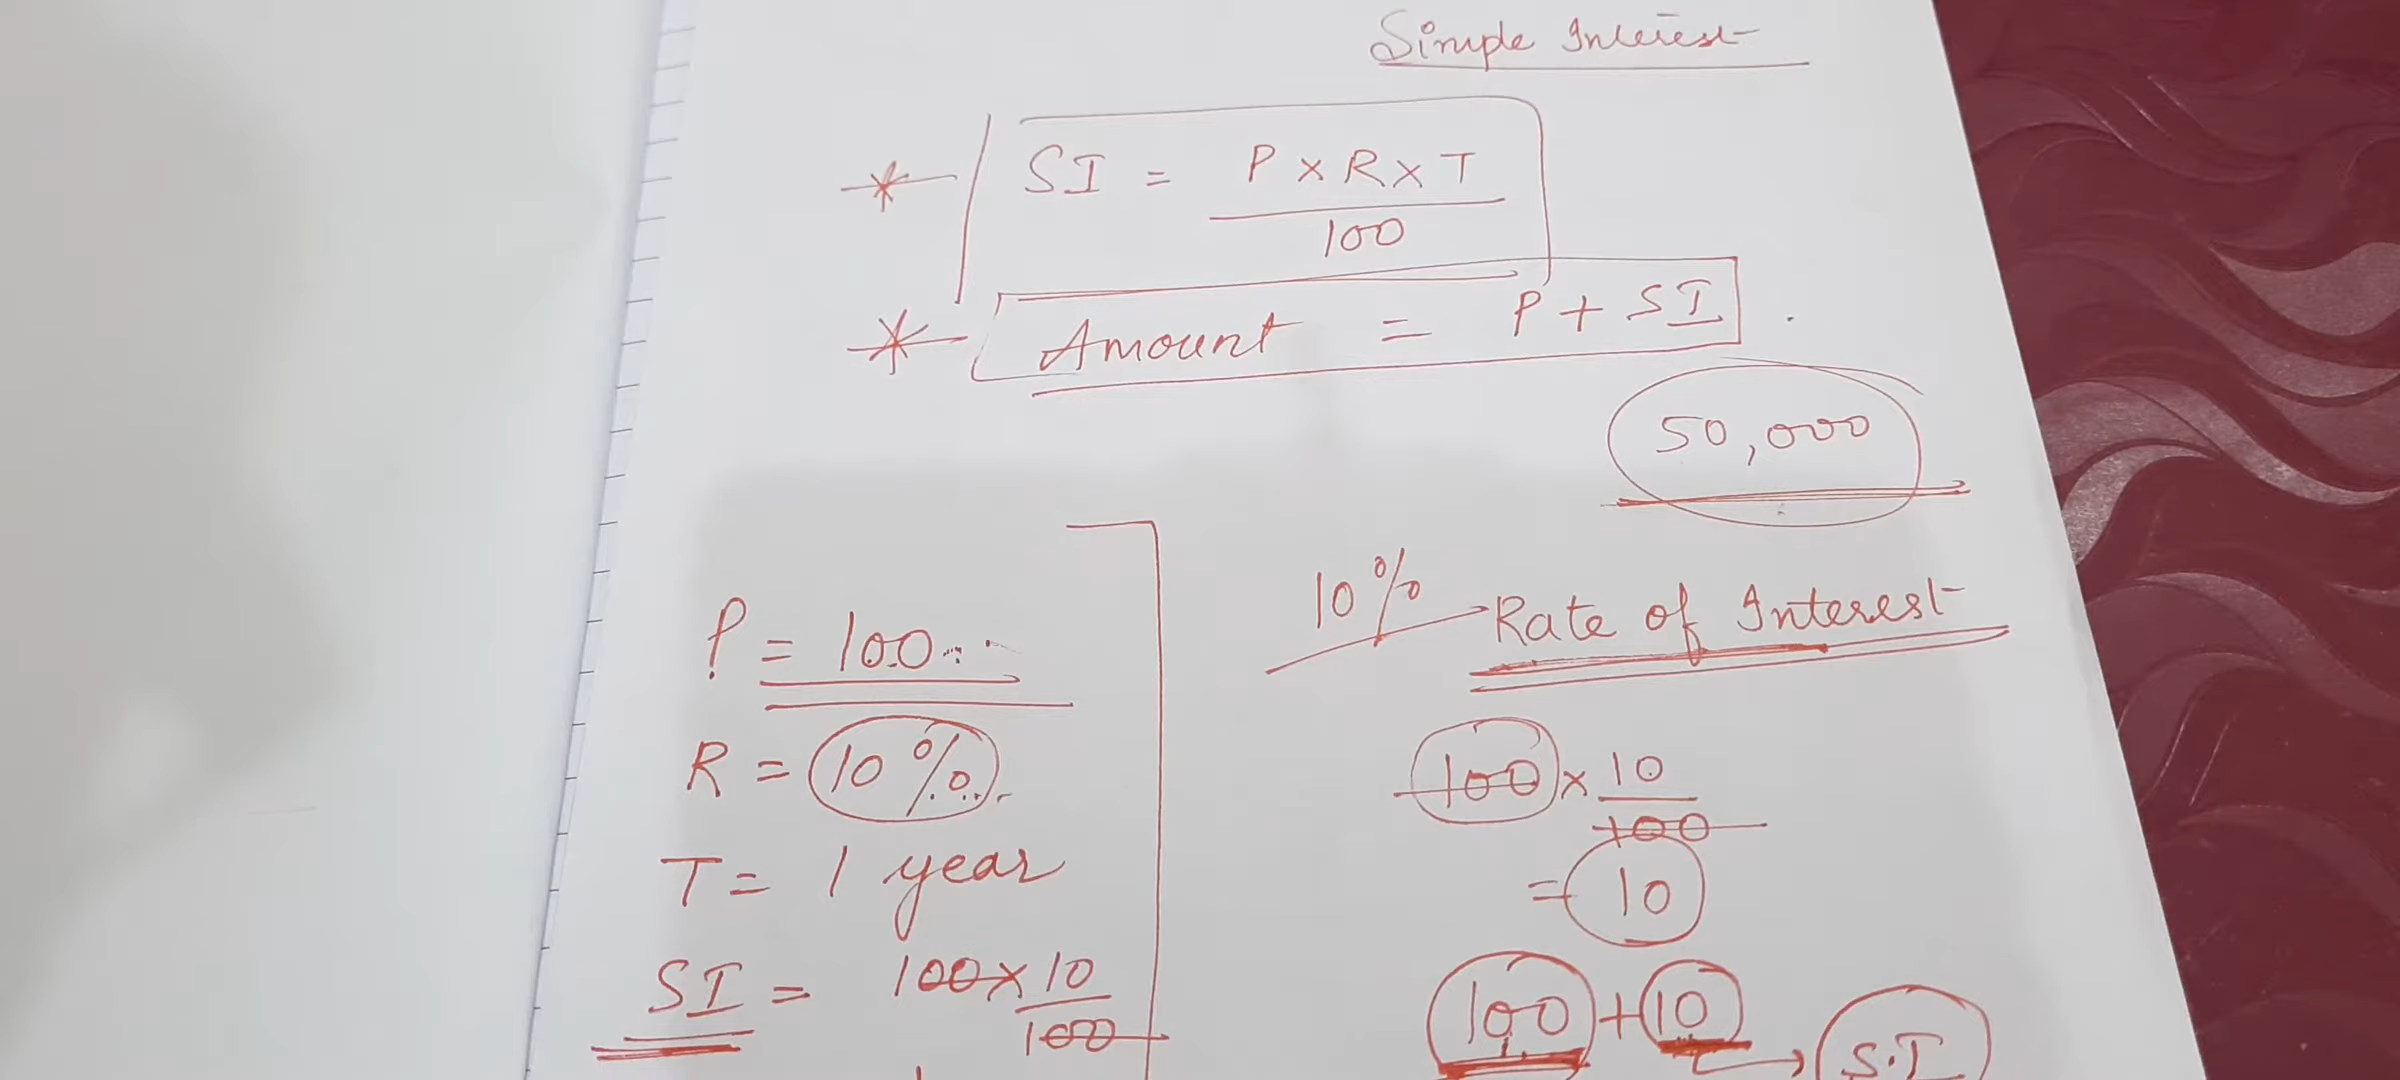 Simple Interest
* SI = P × R × T
100
* Amount = P + SI .
50,000
P = 100
R = 10%
T = 1 year
SI = 100 × 10
100
10% Rate of Interest
100 × 10
100
= 10
100 + 10
S.I